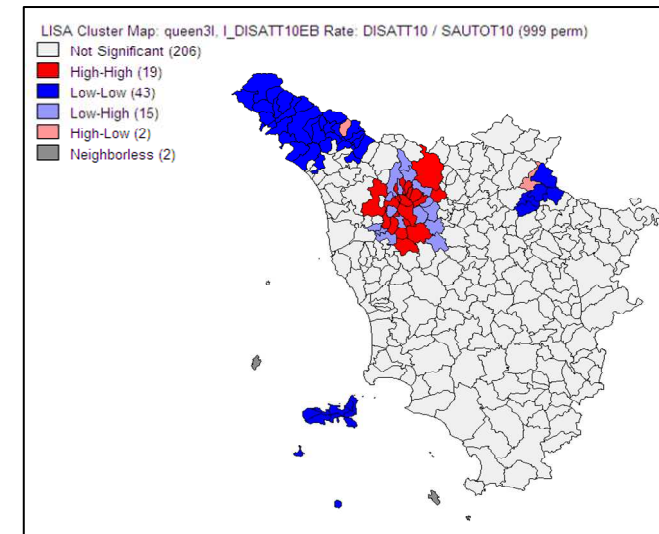 LISA Cluster Map: queen3l, I_DISATT10EB Rate: DISATT10 / SAUTOT10 (999 perm)
Not Significant (206)
High-High (19)
Low-Low (43)
Low-High (15)
High-Low (2)
Neighborless (2)